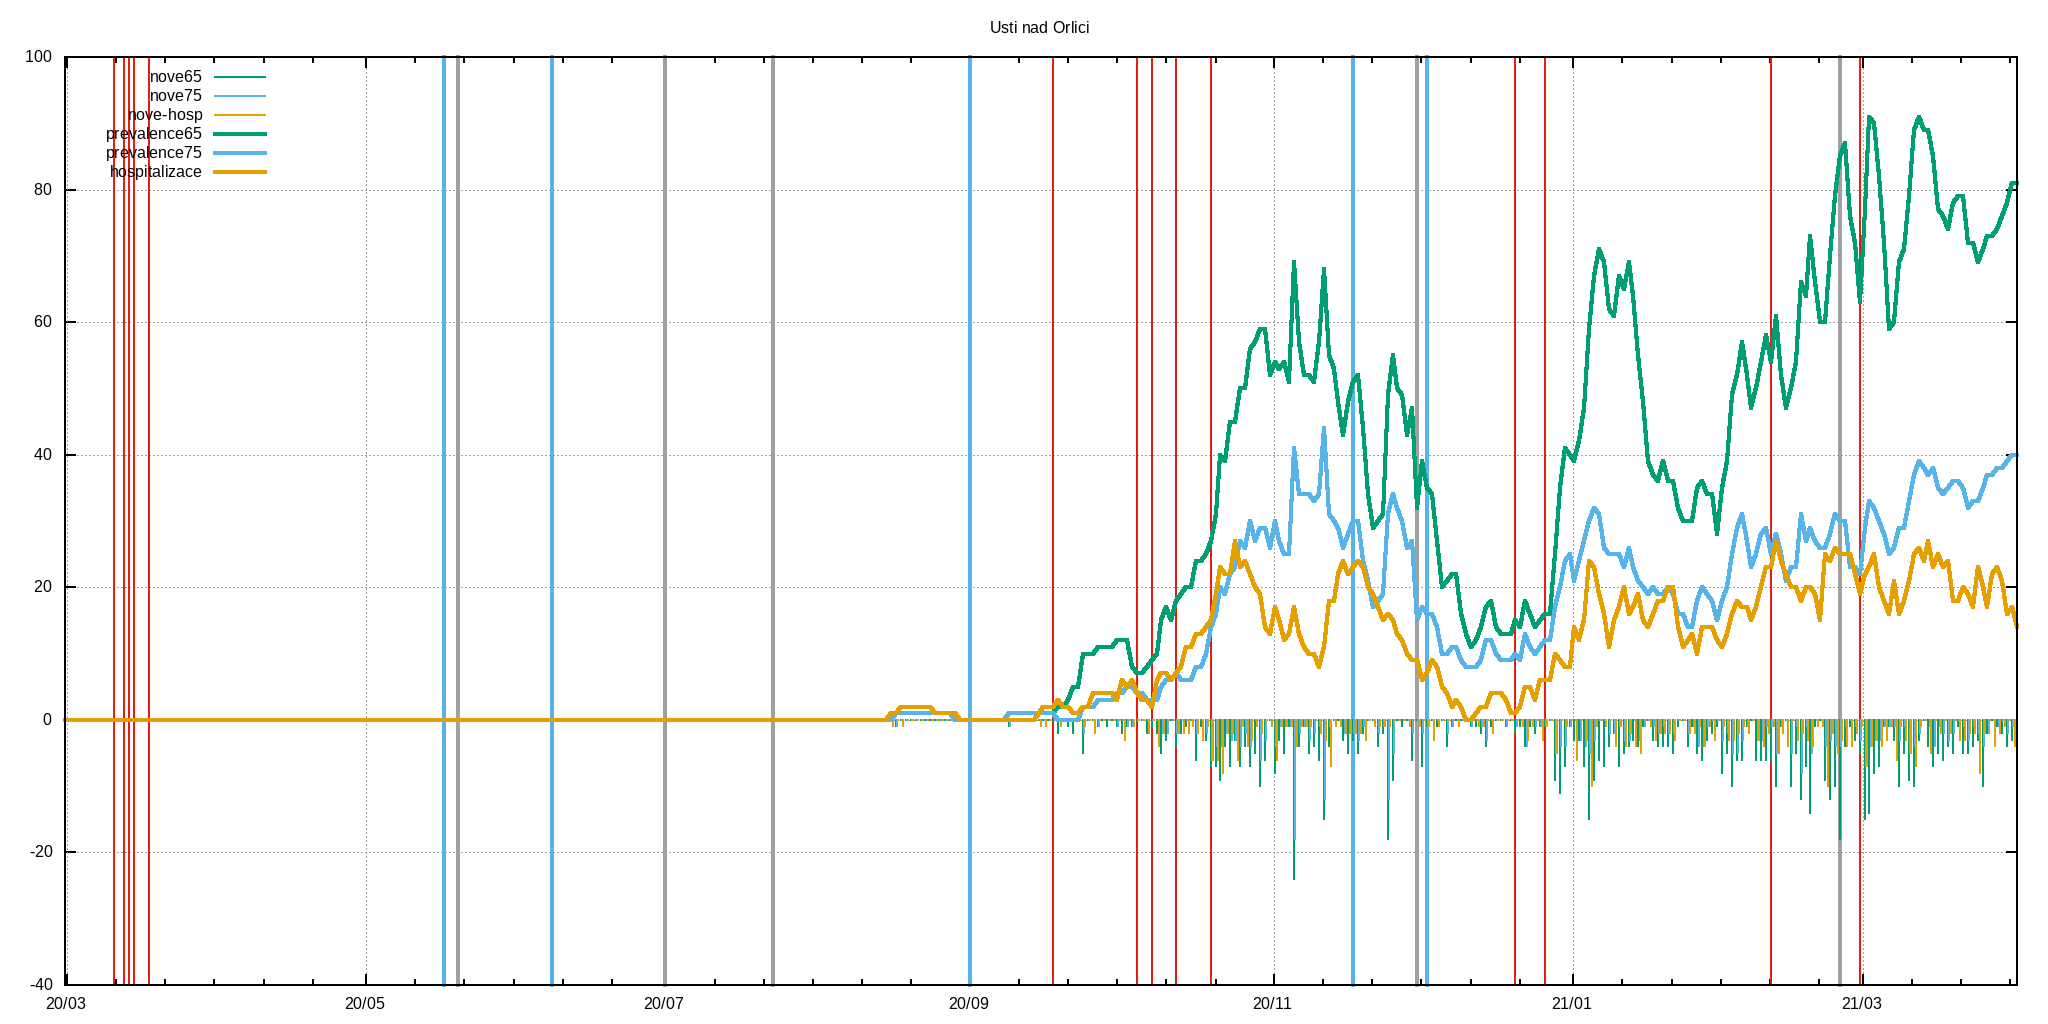 Usti nad Orlici
100
80
60
40
20
0
-20
-40
nove65
nove75
nove-hosp
prevalence65
prevalence75
hospitalizace
20/03
20/05
20/07
20/09
20/11
21/01
21/03